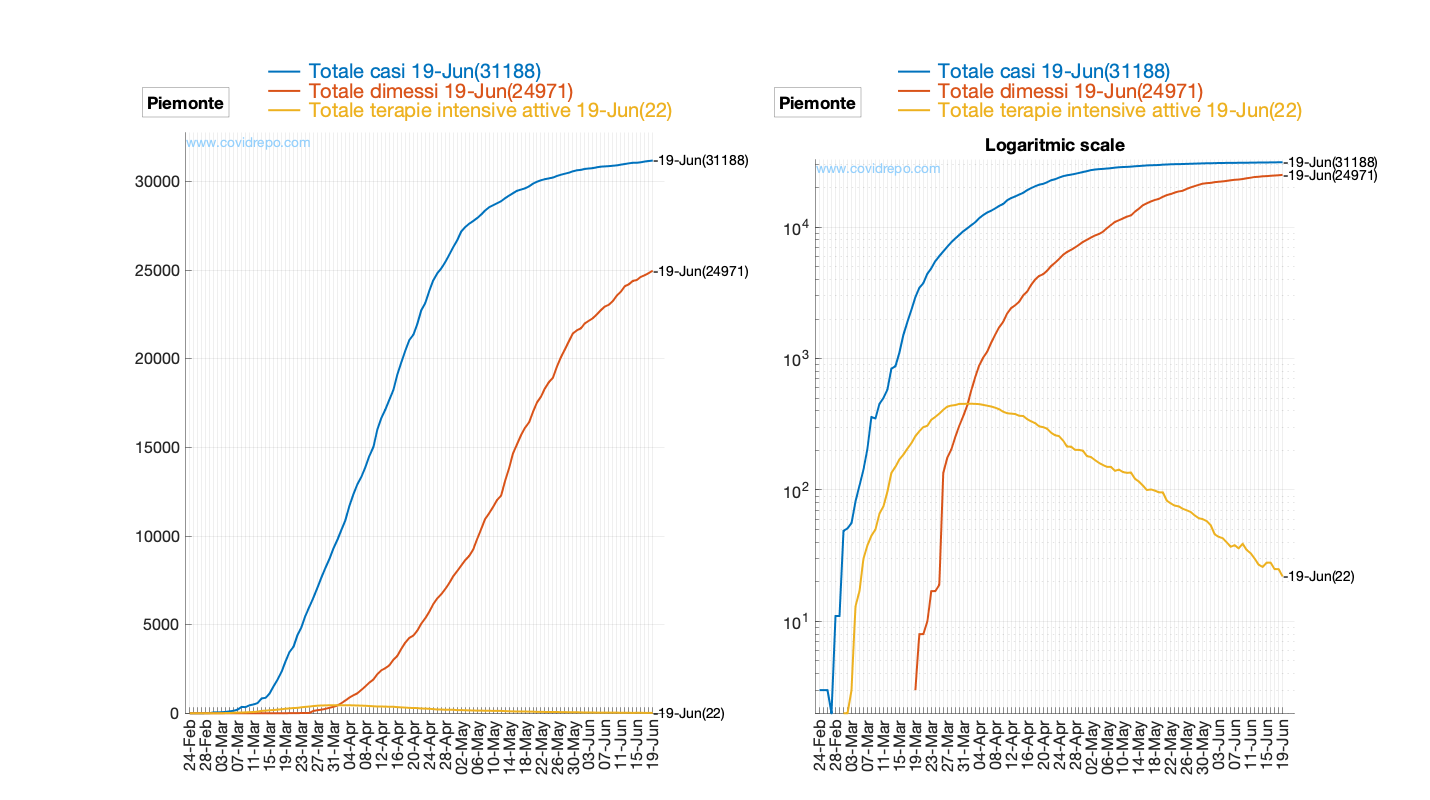 Totale casi 19-Jun(31188)
Totale dimessi 19-Jun(24971)
Totale terapie intensive attive 19-Jun(22)
Piemonte
www.covidrepo.com
30000
25000
20000
15000
10000
5000
0
-19-Jun(31188)
-19-Jun(24971)
-19-Jun(22)
24-Feb
28-Feb
03-Mar
07-Mar
11-Mar
15-Mar
19-Mar
23-Mar
27-Mar
31-Mar
04-Apr
08-Apr
12-Apr
16-Apr
20-Apr
24-Apr
28-Apr
02-May
06-May
10-May
14-May
18-May
22-May
26-May
30-May
03-Jun
07-Jun
11-Jun
15-Jun
19-Jun
Totale casi 19-Jun(31188)
Totale dimessi 19-Jun(24971)
Totale terapie intensive attive 19-Jun(22)
Piemonte
Logaritmic scale
www.covidrepo.com
10^4
10^3
10^2
10^1
-19-Jun(31188)
-19-Jun(24971)
-19-Jun(22)
24-Feb
28-Feb
03-Mar
07-Mar
11-Mar
15-Mar
19-Mar
23-Mar
27-Mar
31-Mar
04-Apr
08-Apr
12-Apr
16-Apr
20-Apr
24-Apr
28-Apr
02-May
06-May
10-May
14-May
18-May
22-May
26-May
30-May
03-Jun
07-Jun
11-Jun
15-Jun
19-Jun